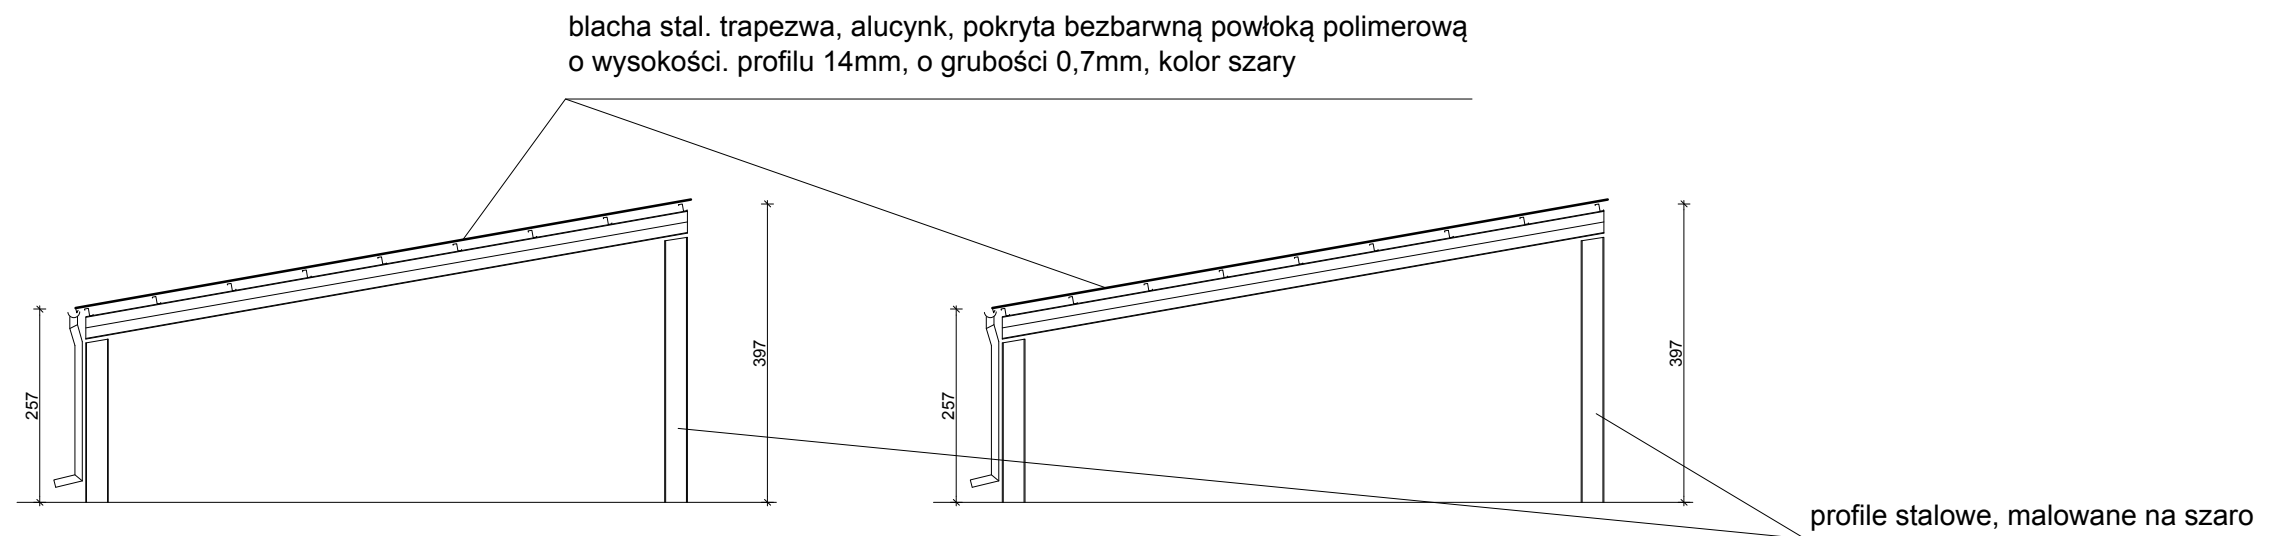 blacha stal. trapezwa, alucynk, pokryta bezbarwną powłoką polimerową
o wysokości. profilu 14mm, o grubości 0,7mm, kolor szary
257
397
257
397
profile stalowe, malowane na szaro